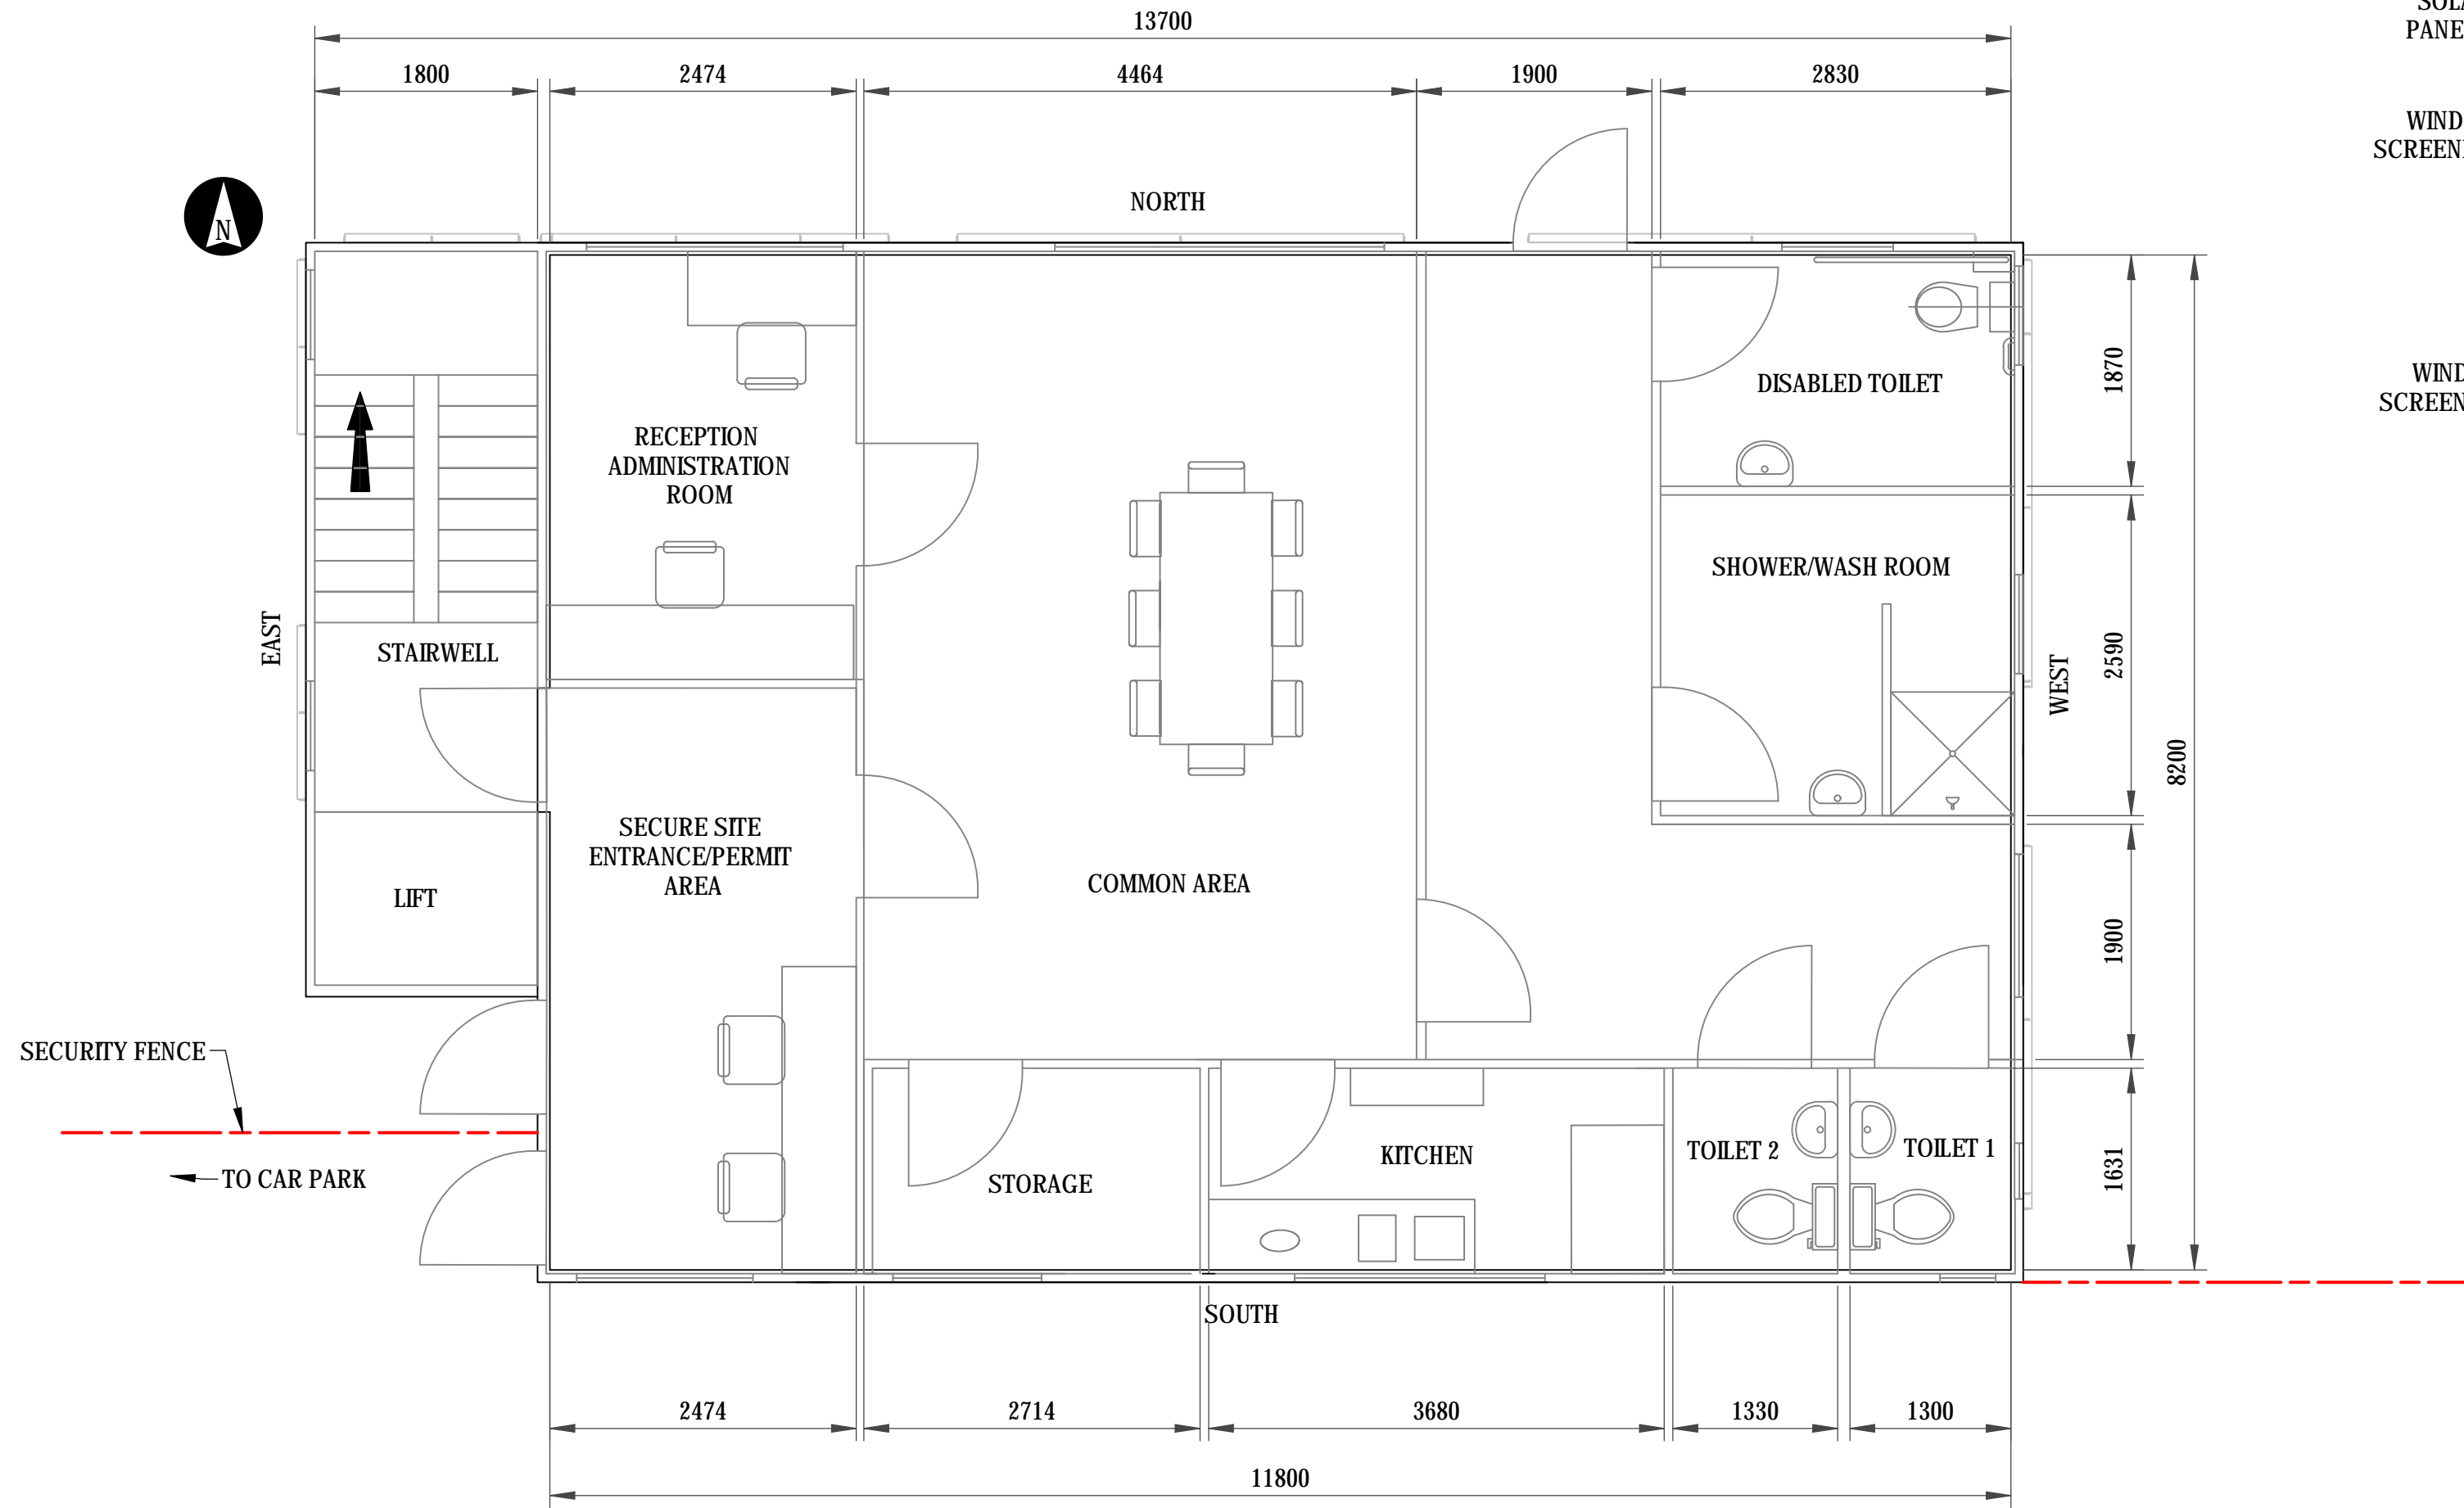 13700
1800
2474
4464
1900
2830
PANE
WIND
SCREEN
NORTH
N
WIND
SCREEN
DISABLED TOILET
1870
RECEPTION
ADMINISTRATION
ROOM
SHOWER/WASH ROOM
EAST
STAIRWELL
2590
WEST
8200
SECURE SITE
ENTRANCE/PERMIT
AREA
COMMON AREA
LIFT
1900
SECURITY FENCE
TO CAR PARK
STORAGE
KITCHEN
TOILET 2
TOILET 1
1631
SOUTH
2474
2714
3680
1330
1300
11800